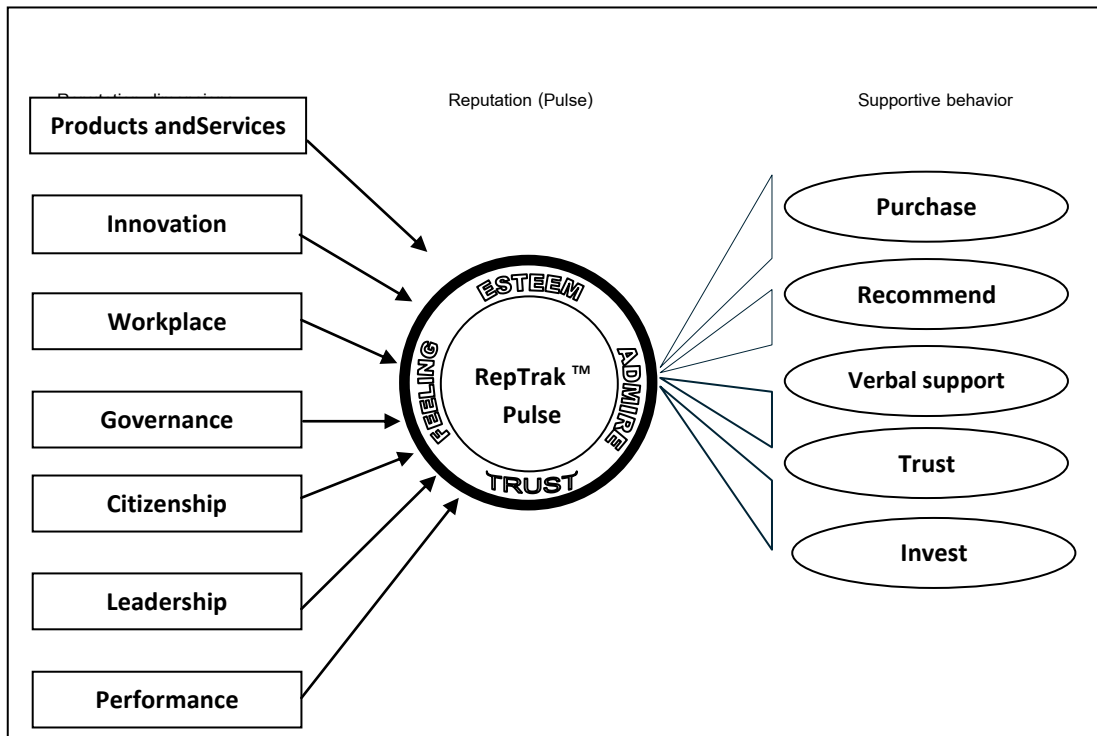 Reputation (Pulse)
Supportive behavior
Products andServices
Innovation
Workplace
Governance
Citizenship
Leadership
Performance
ESTEEM
FEELING
ADMIRE
TRUST
RepTrak ™
Pulse
Purchase
Recommend
Verbal support
Trust
Invest